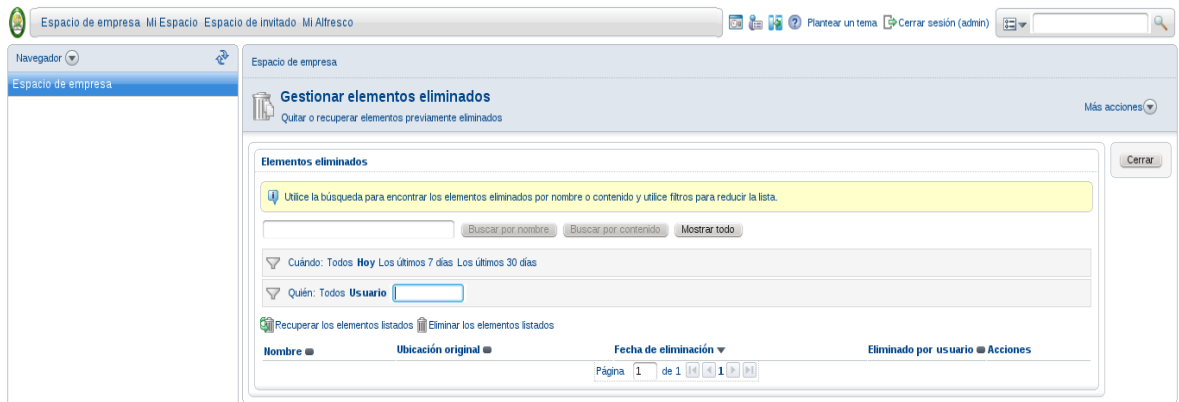 Espacio de empresa Mi Espacio Espacio de invitado Mi Alfresco
Plantear un tema Cerrar sesión (admin)
Navegador
Espacio de empresa
Espacio de empresa
Gestionar elementos eliminados
Quitar o recuperar elementos previamente eliminados
Más acciones
Elementos eliminados
Cerrar
Utilice la búsqueda para encontrar los elementos eliminados por nombre o contenido y utilice filtros para reducir la lista.
Buscar por nombre Buscar por contenido Mostrar todo
Cuándo: Todos Hoy Los últimos 7 días Los últimos 30 días
Quién: Todos Usuario
Recuperar los elementos listados Eliminar los elementos listados
Nombre Ubicación original Fecha de eliminación Eliminado por usuario Acciones
Página 1 de 1 1